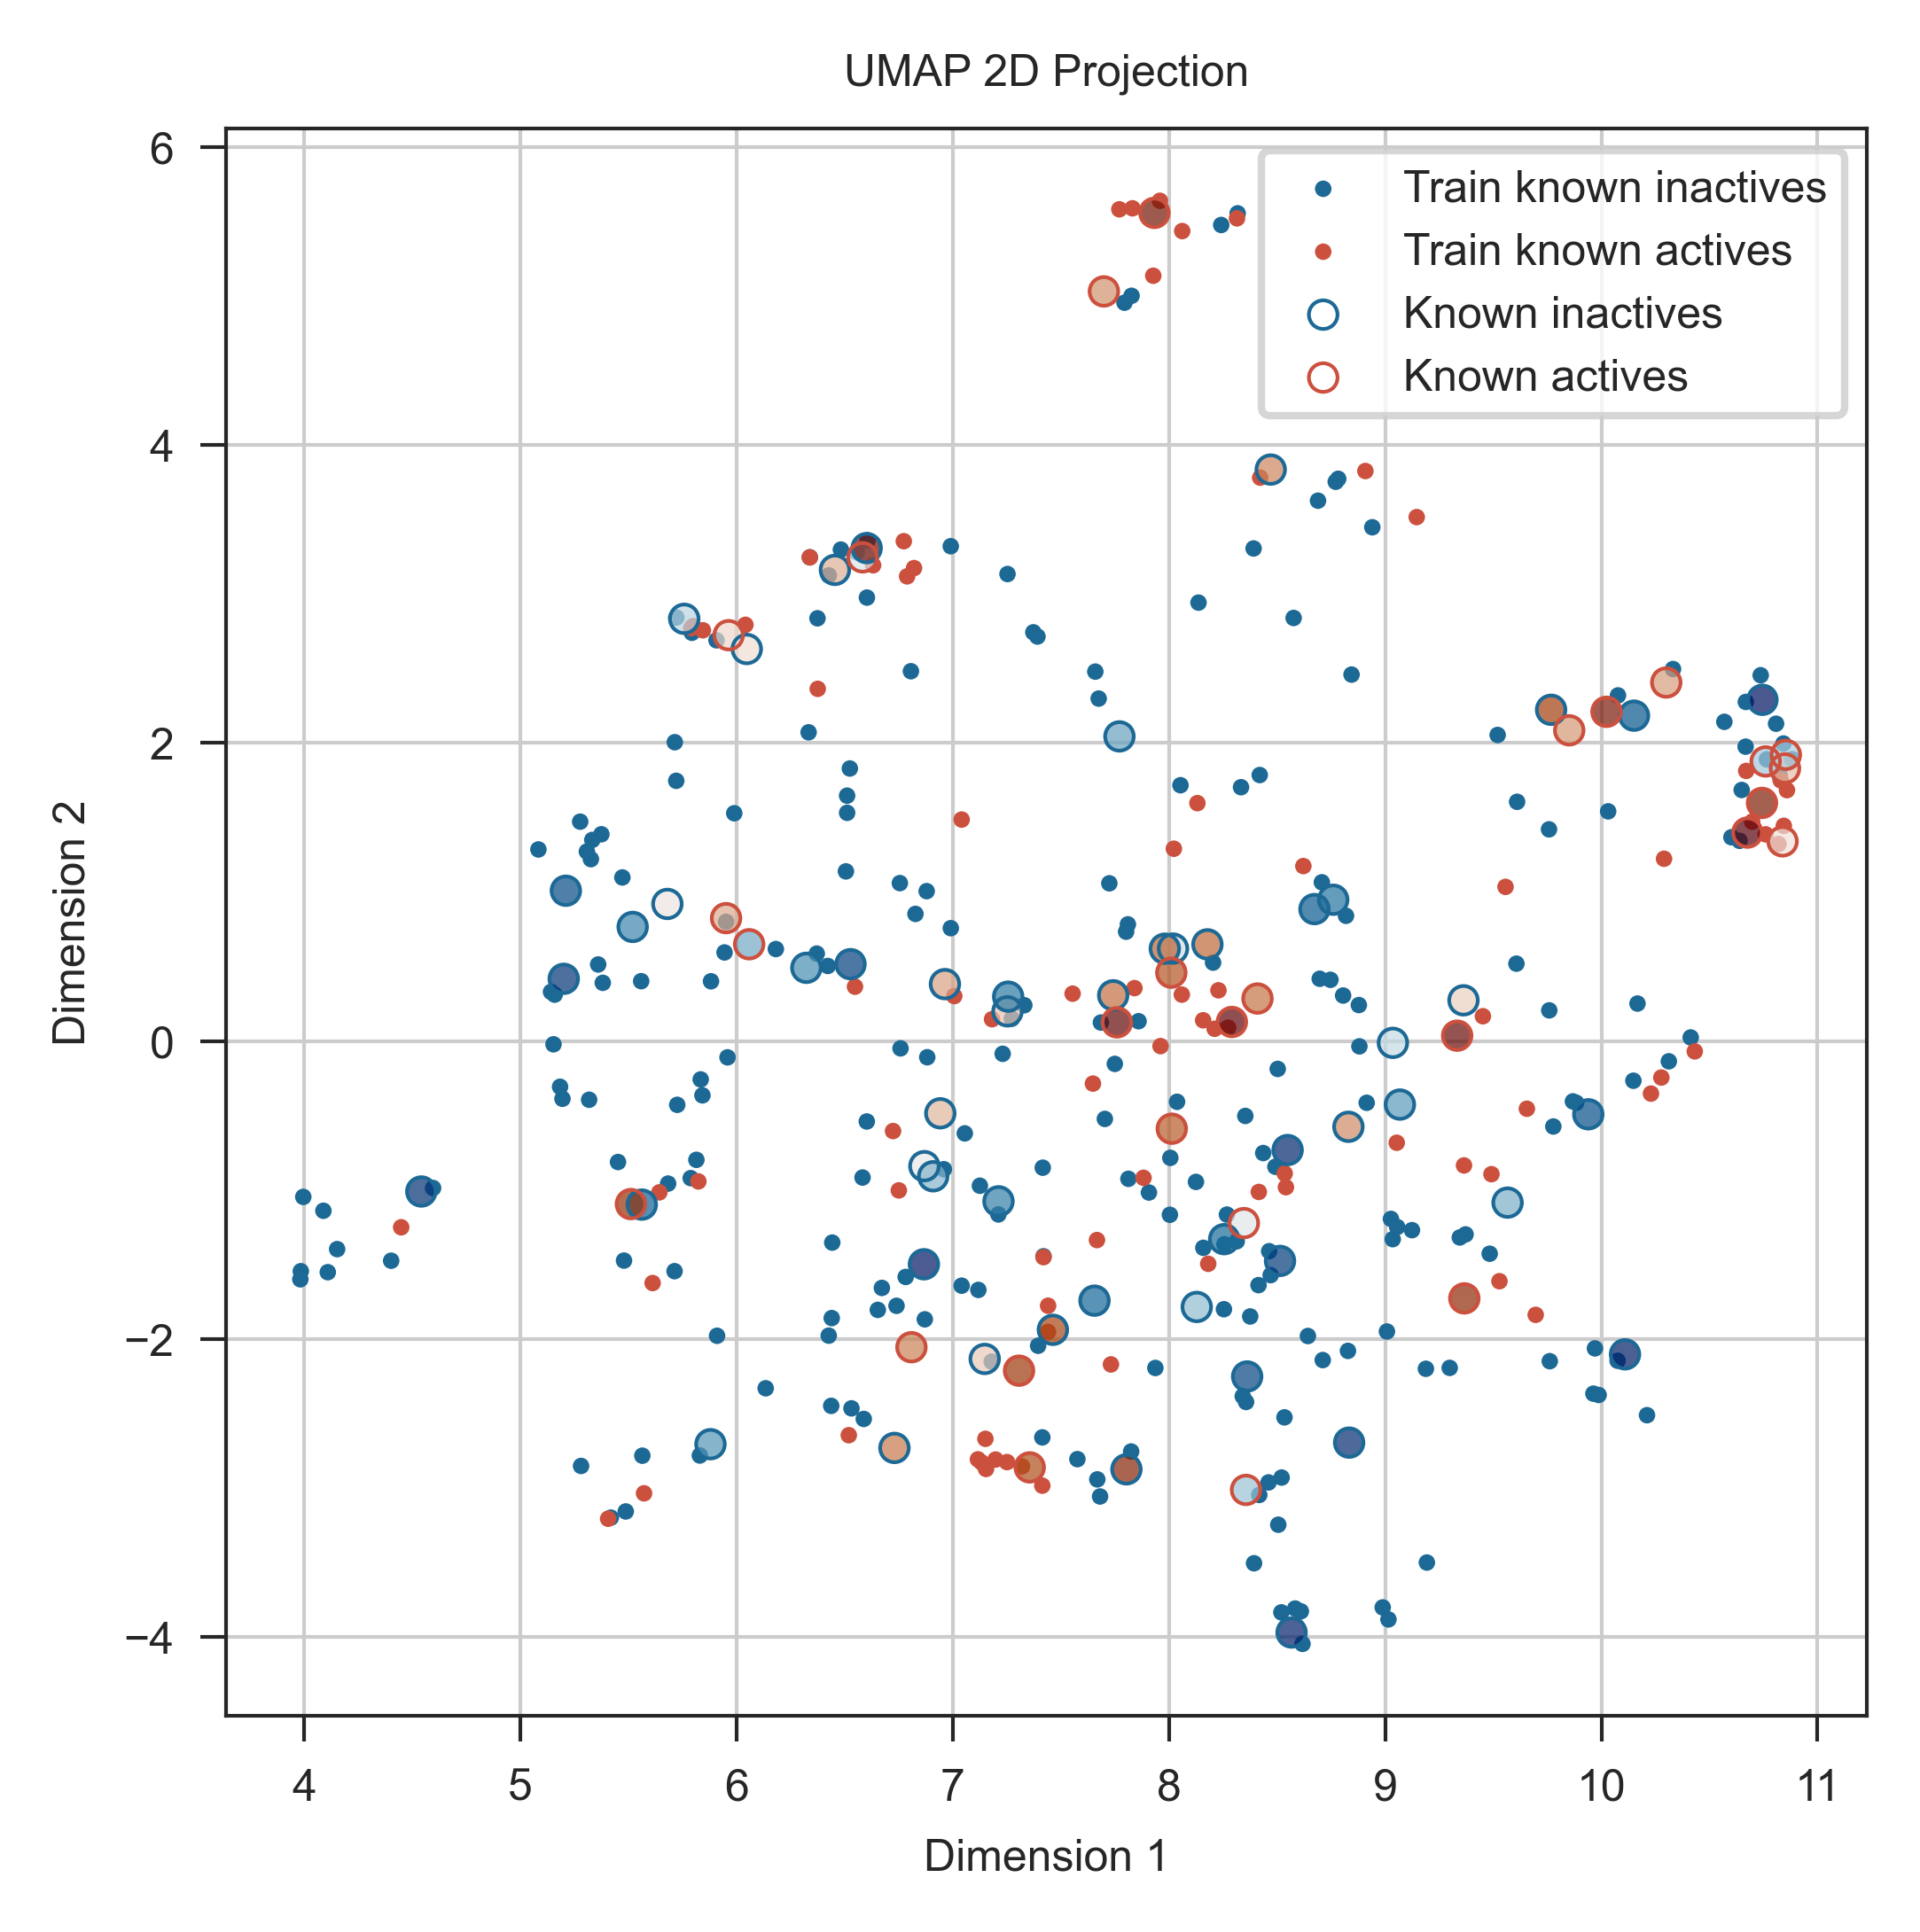 UMAP 2D Projection
Train known inactives
Train known actives
Known inactives
Known actives
6
4
2
0
−2
−4
Dimension 2
4 5 6 7 8 9 10 11
Dimension 1